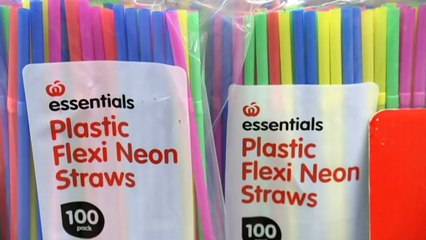 essentials
Plastic
Flexi Neon
Straws
100
pack
essentials
Plastic
Flexi Neon
Straws
100